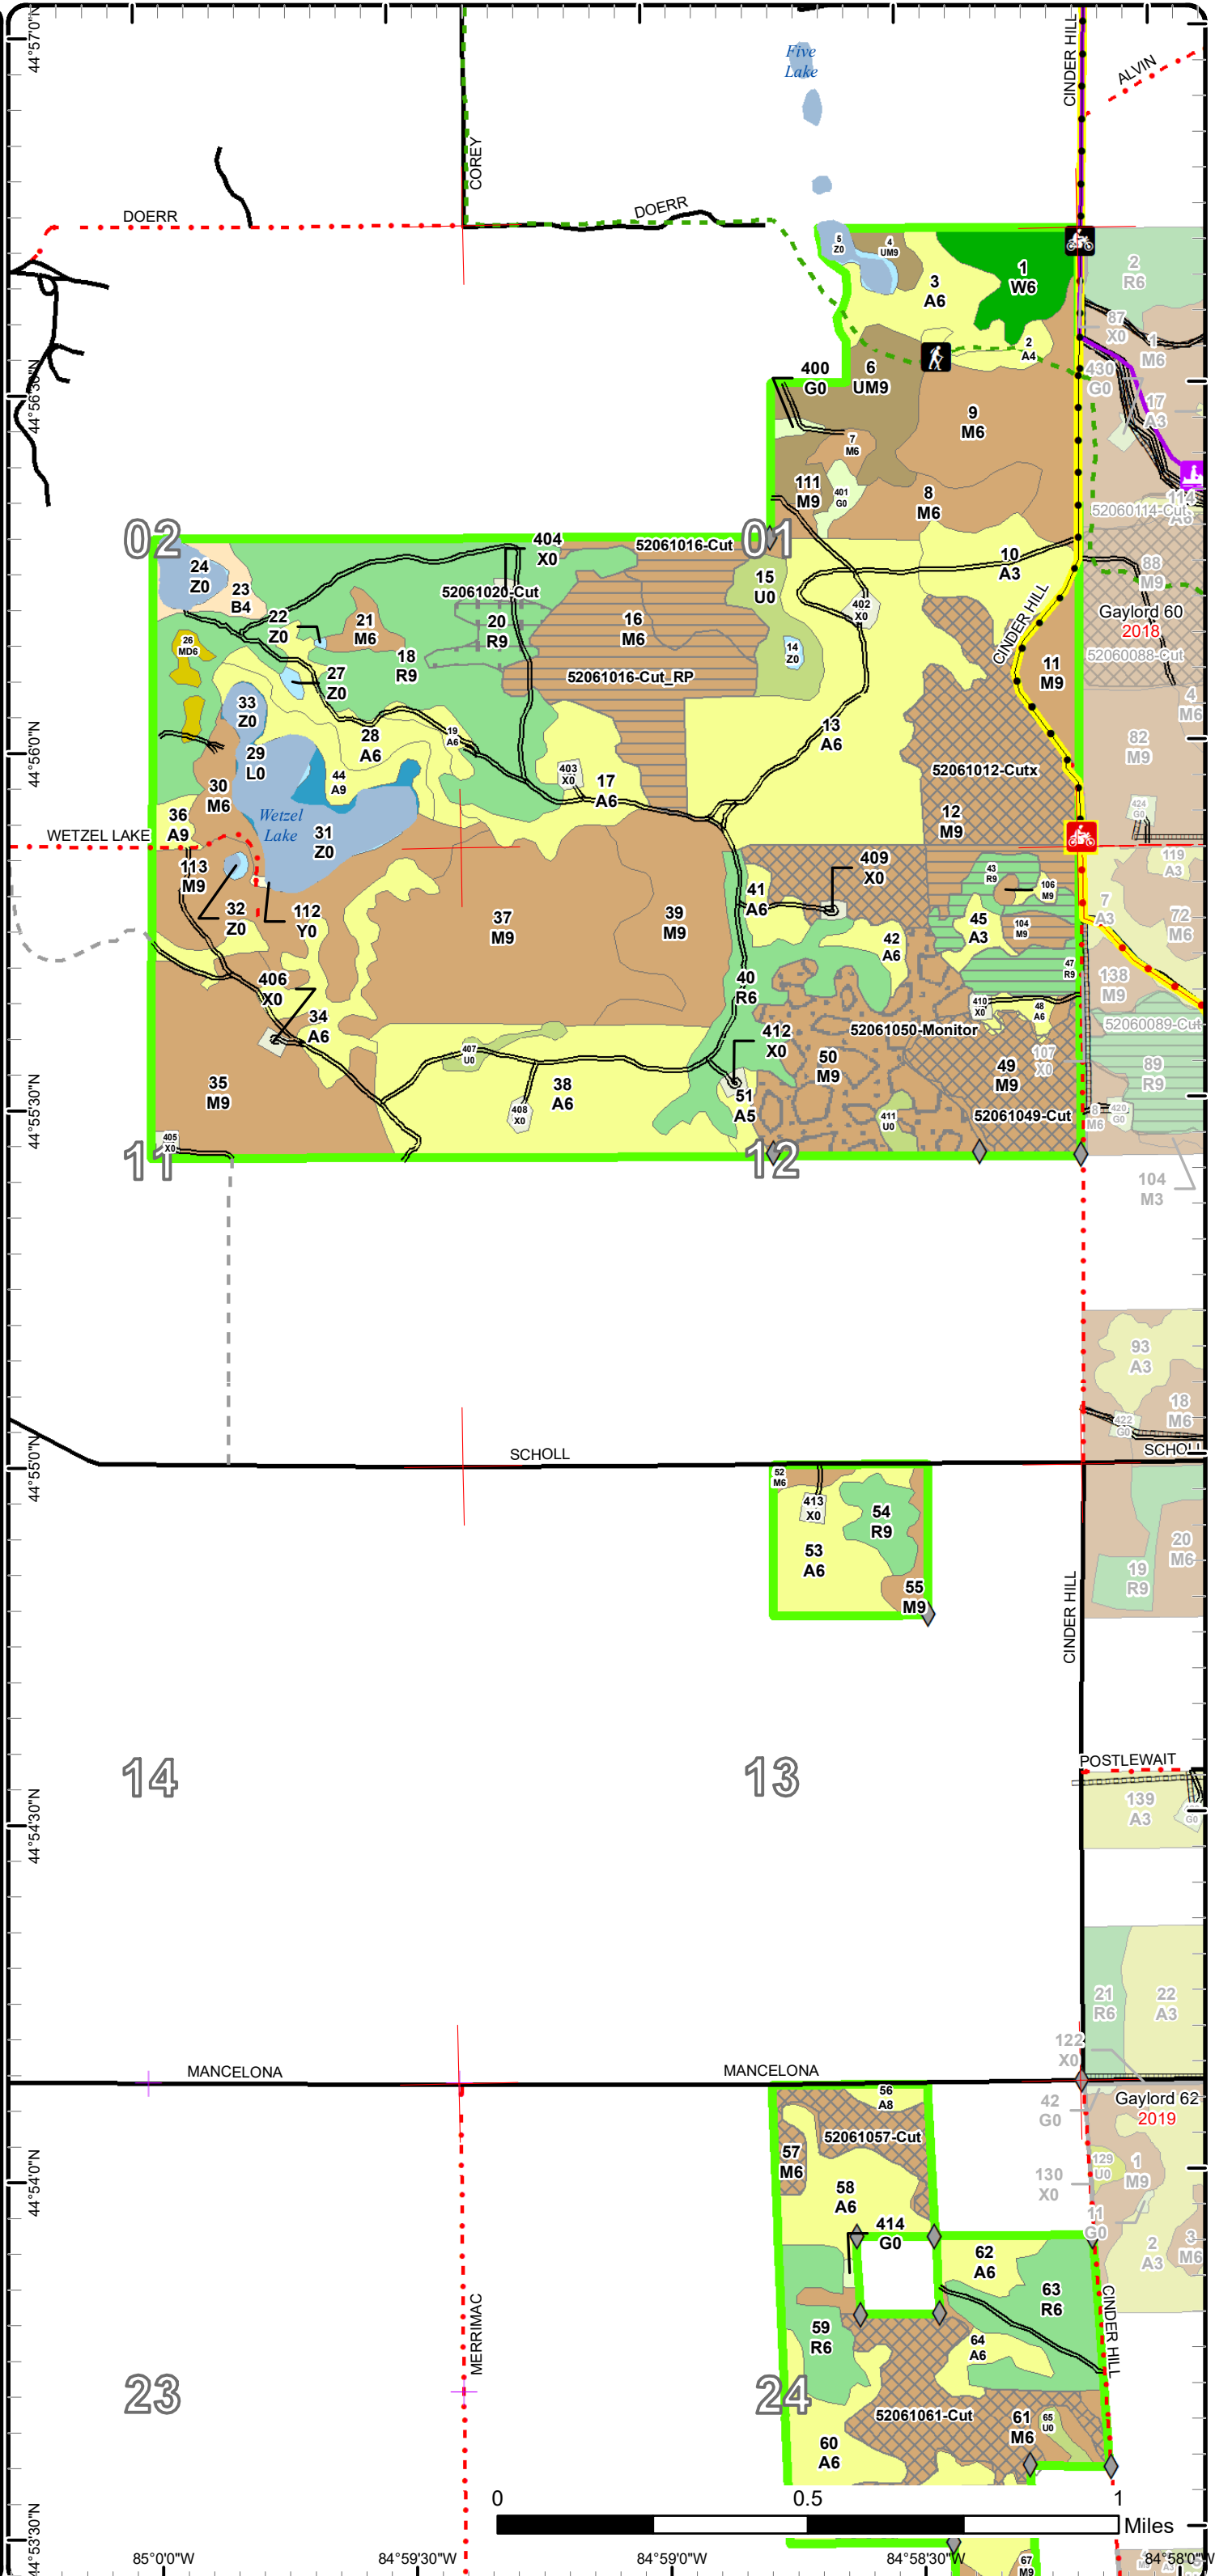 44°57'0"N
Five
Lake
CINDER HILL
ALVIN
COREY
DOERR
DOERR
5
Z0
4
UM9
3
A6
1
W6
2
R6
87
X0
1
M6
2
A4
430
G0
17
A3
44°56'30"N
400
G0
6
UM9
9
M6
7
M6
111
M9
401
G0
8
M6
114
A6
52060114-Cut
02
01
404
X0
52061016-Cut
24
Z0
23
B4
52061020-Cut
15
U0
10
A3
88
M9
22
Z0
21
M6
20
R9
16
M6
402
X0
CINDER HILL
Gaylord 60
2018
26
MD6
18
R9
14
Z0
52060088-Cut
27
Z0
52061016-Cut_RP
11
M9
4
M6
33
Z0
28
A6
19
A6
13
A6
82
M9
44°56'0"N
29
L0
44
A9
403
X0
17
A6
52061012-Cutx
30
M6
36
A9
Wetzel
Lake
31
Z0
12
M9
424
G0
WETZEL LAKE
113
M9
409
X0
43
R9
106
M9
119
A3
32
Z0
112
Y0
37
M9
39
M9
41
A6
45
A3
104
M9
7
A3
72
M6
42
A6
47
R9
138
M9
406
X0
40
R6
410
X0
48
A6
34
A6
412
X0
52061050-Monitor
52060089-Cut
407
U0
50
M9
49
M9
107
X0
89
R9
35
M9
38
A6
408
X0
51
A5
411
U0
52061049-Cut
8
M6
420
G0
44°55'30"N
405
X0
11
12
104
M3
93
A3
18
M6
422
G0
44°55'0"N
SCHOLL
SCHOLL
52
M6
413
X0
54
R9
53
A6
55
M9
20
M6
19
R9
CINDER HILL
14
13
POSTLEWAIT
139
A3
G0
44°54'30"N
21
R6
22
A3
122
X0
MANCELONA
MANCELONA
56
A8
42
G0
Gaylord 62
2019
52061057-Cut
57
M6
129
U0
1
M9
44°54'0"N
58
A6
130
X0
11
G0
414
G0
2
A3
3
M6
62
A6
63
R6
CINDER HILL
MERRIMAC
59
R6
64
A6
23
24
52061061-Cut
61
M6
65
U0
60
A6
0
0.5
1
Miles
44°53'30"N
67
M9
85°0'0"W
84°59'30"W
84°59'0"W
84°58'30"W
84°58'0"W